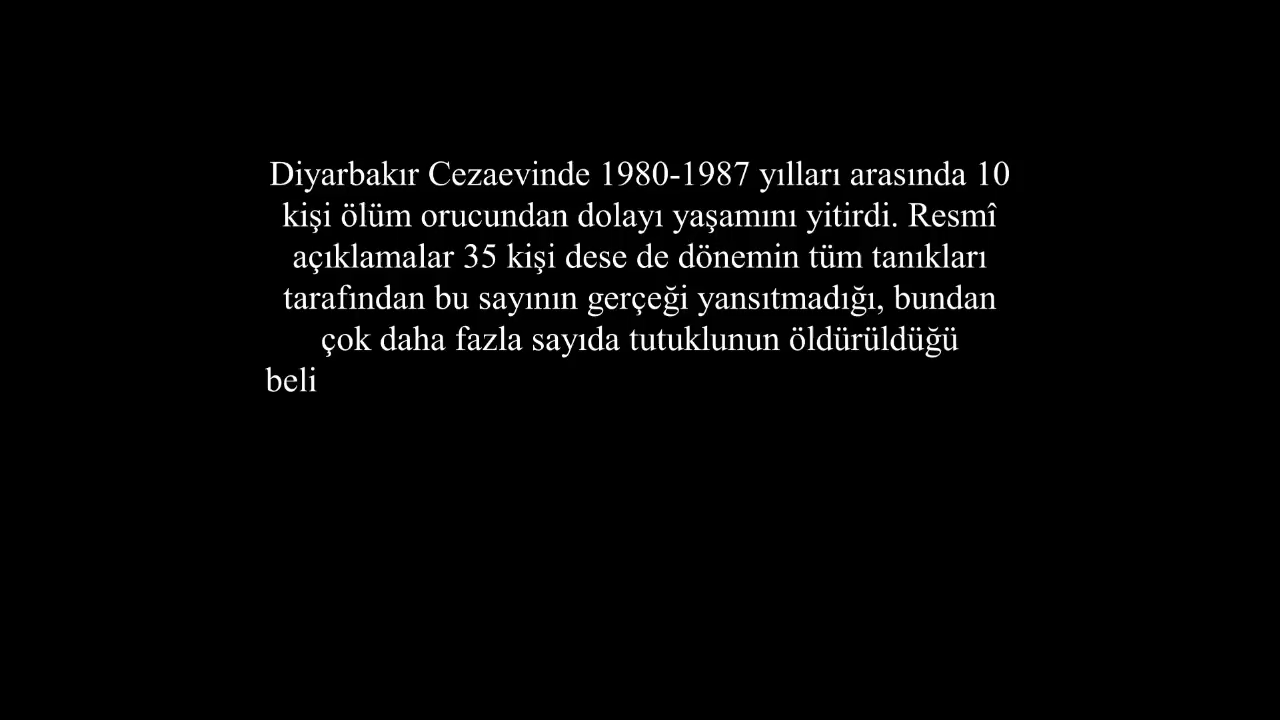 Diyarbakır Cezaevinde 1980-1987 yılları arasında 10
kişi ölüm orucundan dolayı yaşamını yitirdi. Resmî
açıklamalar 35 kişi dese de dönemin tüm tanıkları
tarafından bu sayının gerçeği yansıtmadığı, bundan
çok daha fazla sayıda tutuklunun öldürüldüğü
beli